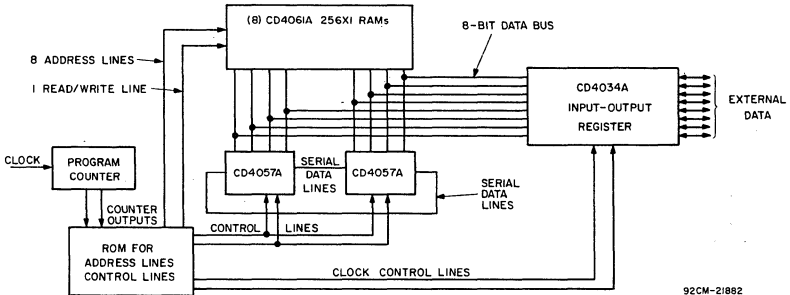 (8) CD4061A 256X1 RAMs
8-BIT DATA BUS
8 ADDRESS LINES
1 READ/WRITE LINE
CD4034A
INPUT-OUTPUT
REGISTER
EXTERNAL
DATA
CLOCK
PROGRAM
COUNTER
CD4057A
SERIAL
DATA
LINES
CD4057A
SERIAL
DATA
LINES
COUNTER
OUTPUTS
CONTROL LINES
ROM FOR
ADDRESS LINES
CONTROL LINES
CLOCK CONTROL LINES
92CM-21882